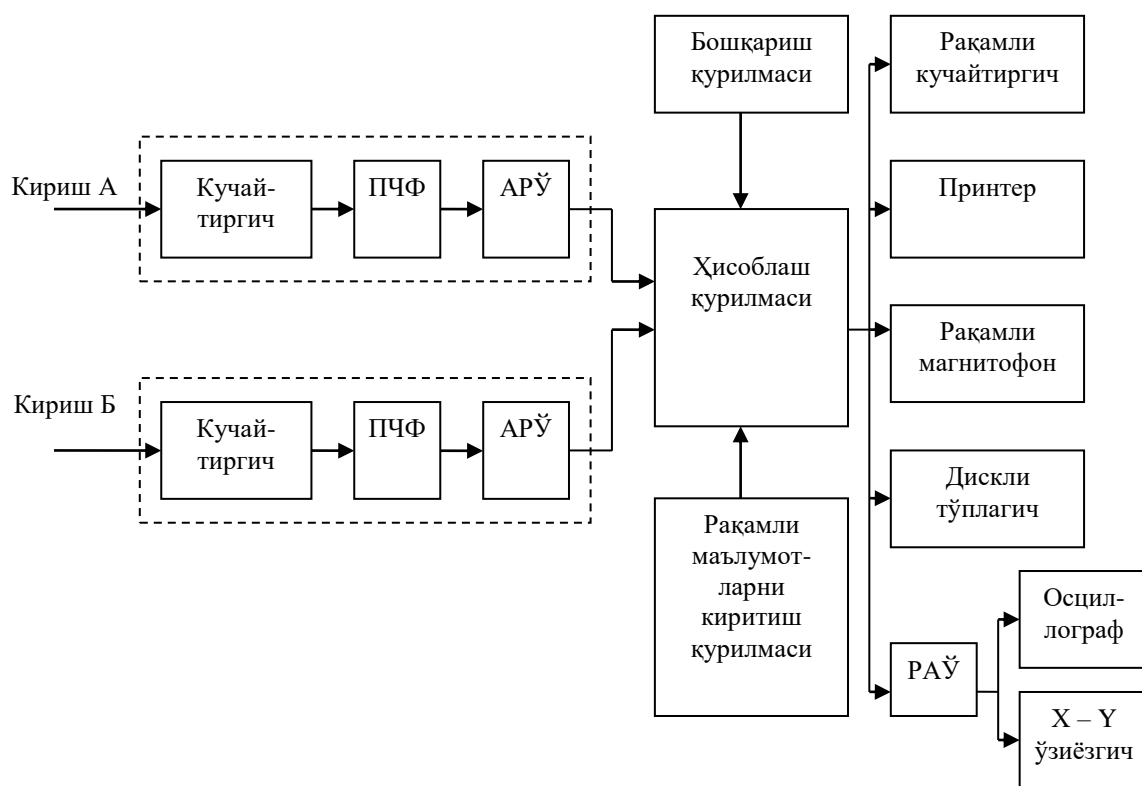 Бошқариш
қурилмаси
Рақамли
кучайтиргич
Кириш А
Кучай-
тиргич
ПЧФ
АРЎ
Принтер
Ҳисоблаш
қурилмаси
Рақамли
магнитофон
Кириш Б
Кучай-
тиргич
ПЧФ
АРЎ
Дискли
тўплагич
Рақамли
маълумот-
ларни
киритиш
қурилмаси
Осцил-
лограф
РАЎ
X – Y
ўзиёзгич